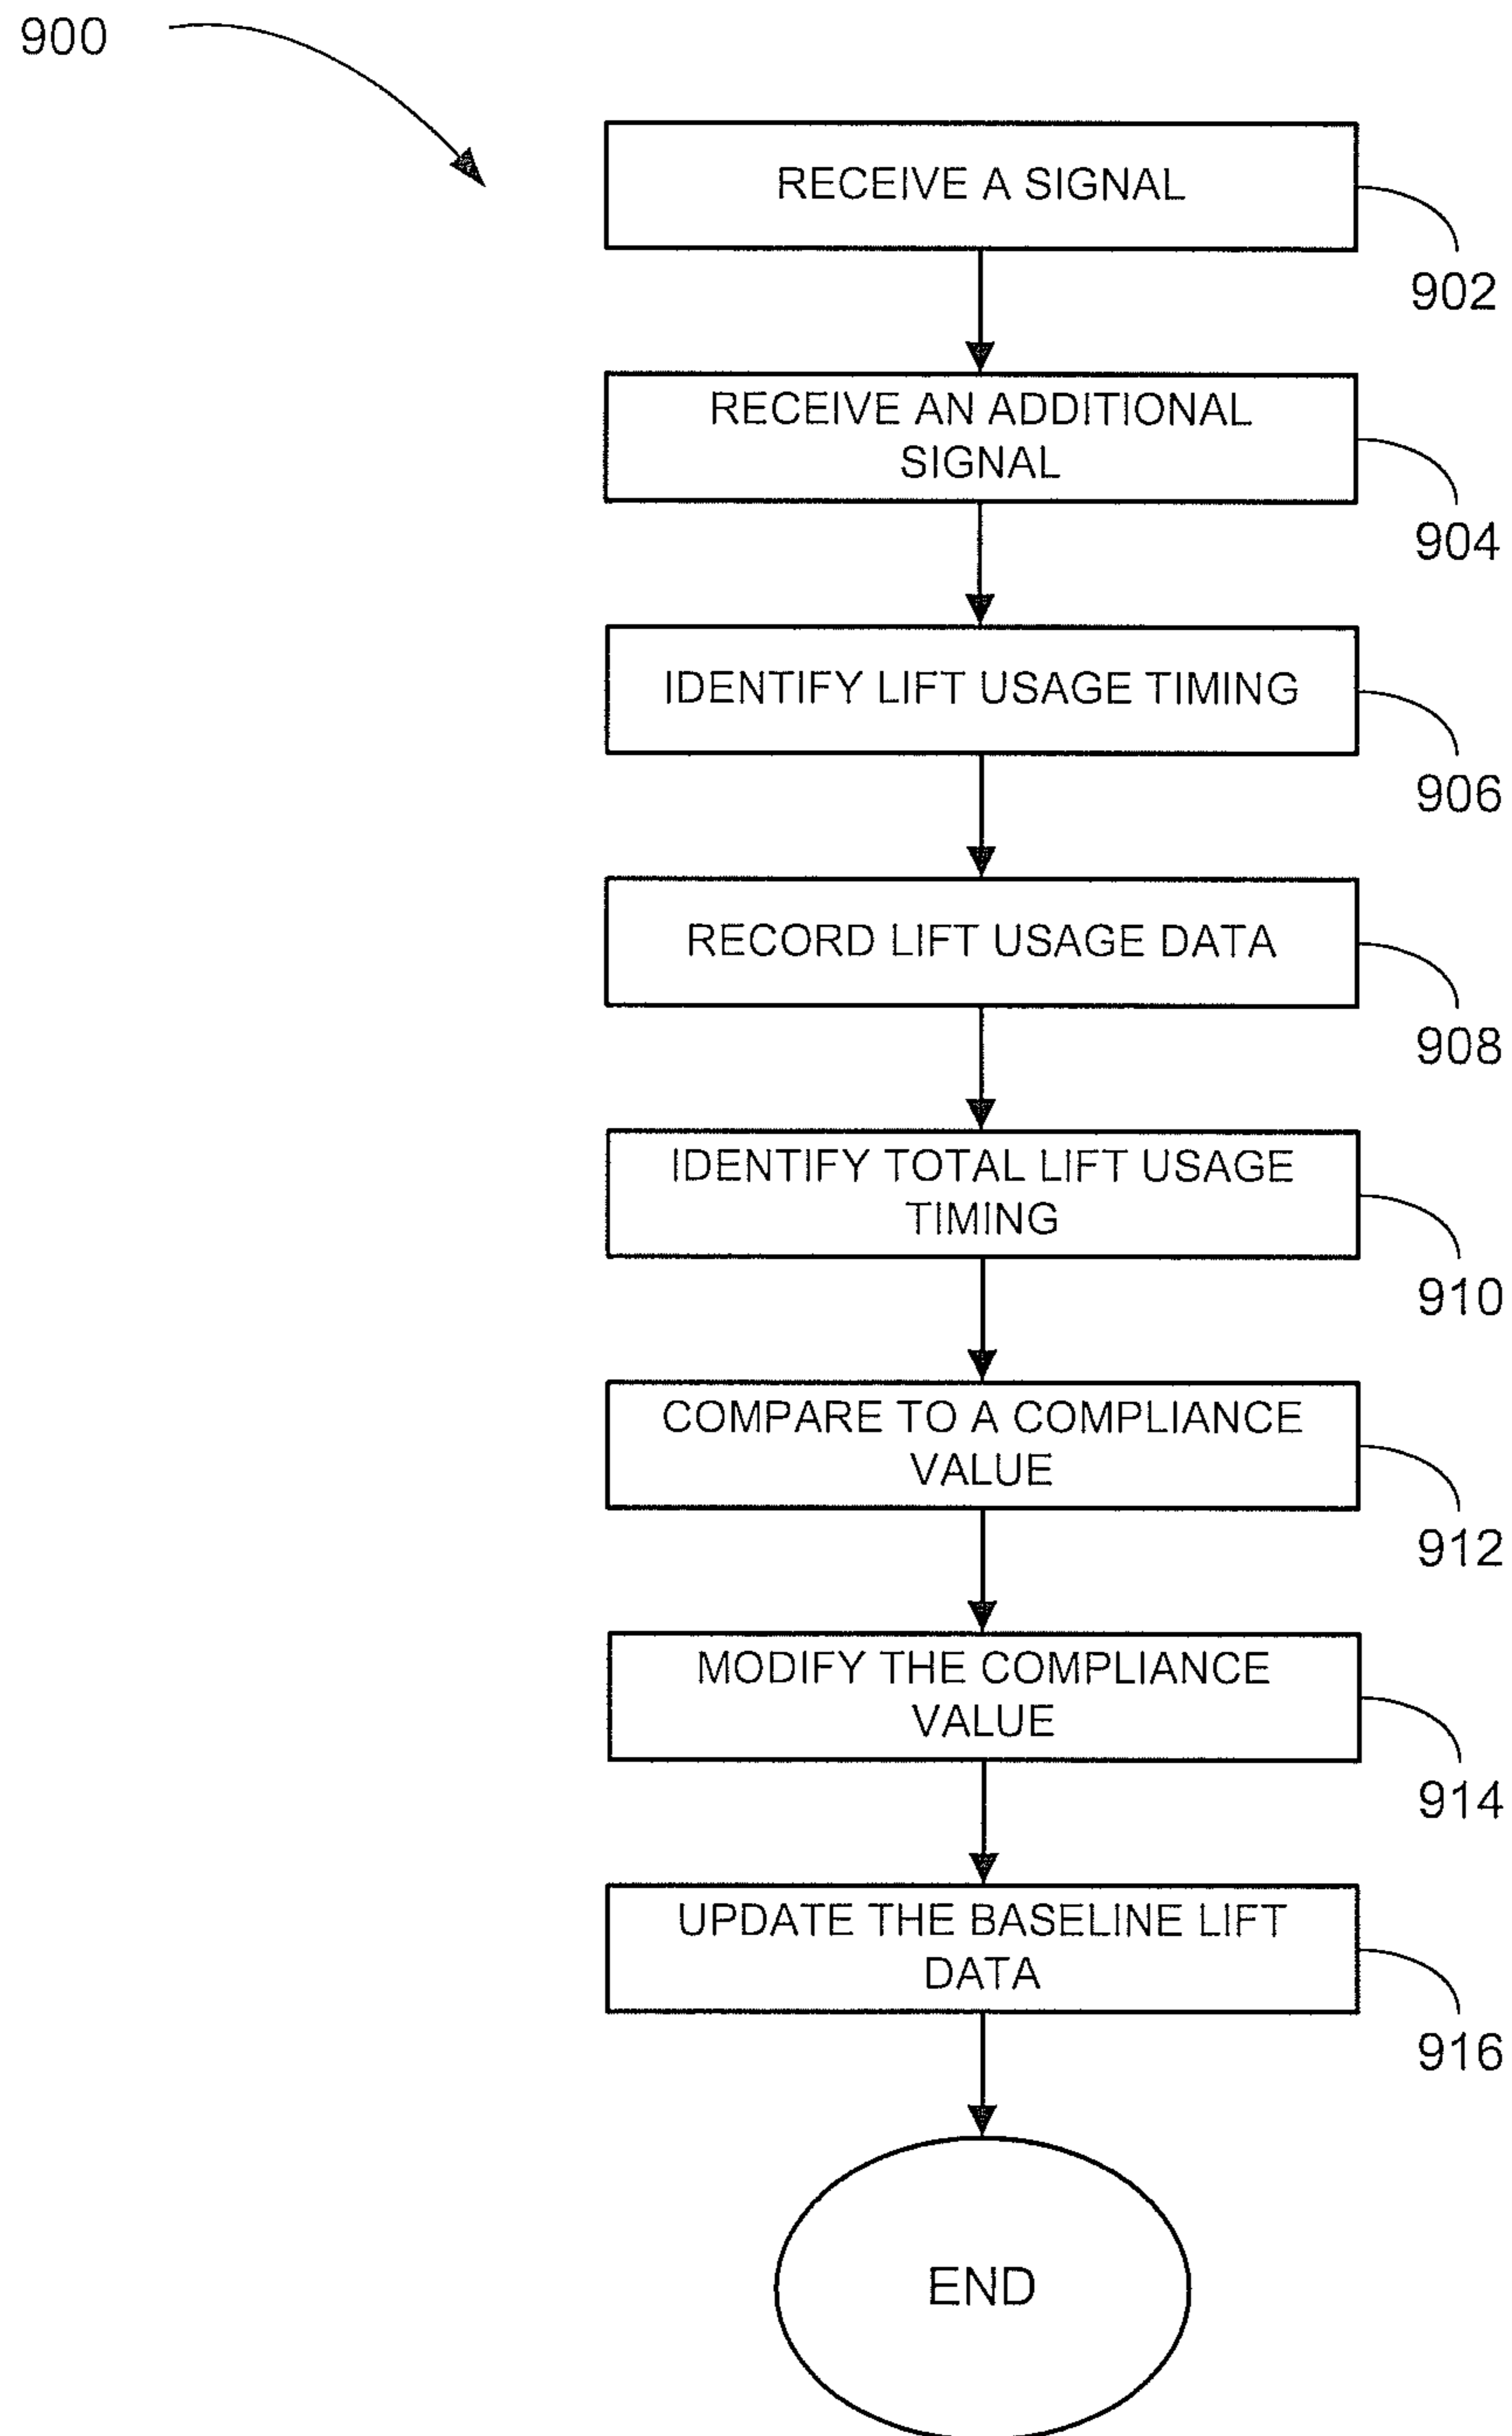 900
RECEIVE A SIGNAL
902
RECEIVE AN ADDITIONAL
SIGNAL
904
IDENTIFY LIFT USAGE TIMING
906
RECORD LIFT USAGE DATA
908
IDENTIFY TOTAL LIFT USAGE
TIMING
910
COMPARE TO A COMPLIANCE
VALUE
912
MODIFY THE COMPLIANCE
VALUE
914
UPDATE THE BASELINE LIFT
DATA
916
END